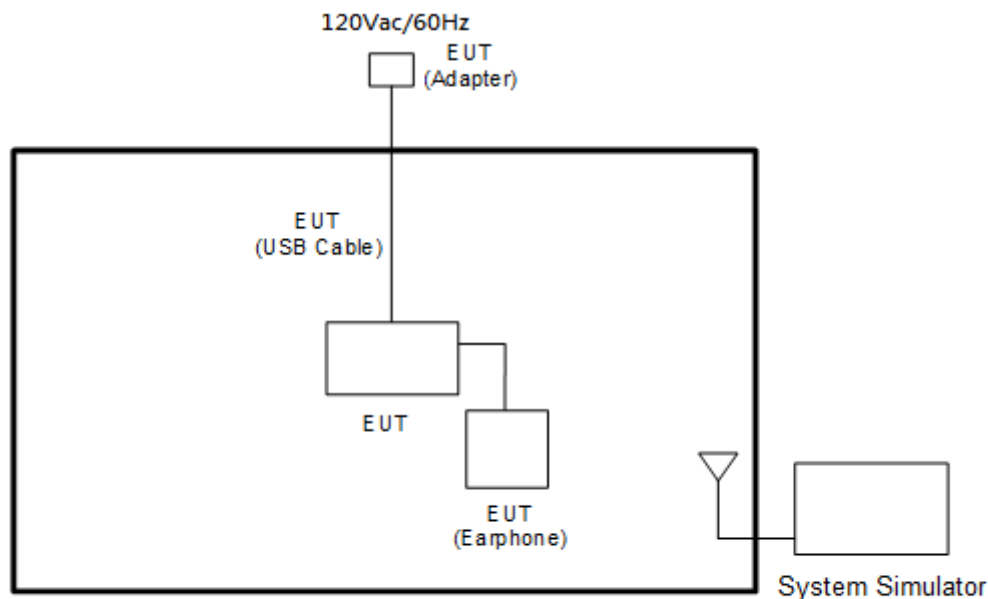 120Vac/60Hz
EUT
(Adapter)
EUT
(USB Cable)
EUT
EUT
(Earphone)
System Simulator